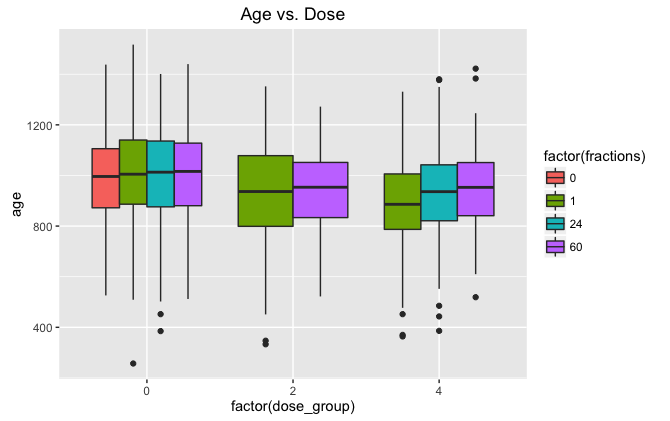 Age vs. Dose
age
1200
800
400
0
2
4
factor(dose_group)
factor(fractions)
0
1
24
60